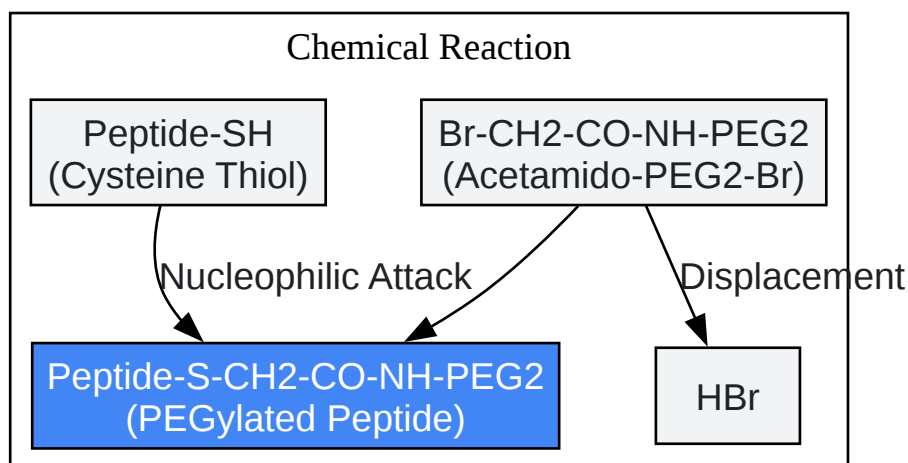 Chemical Reaction
Peptide-SH
(Cysteine Thiol)
Br-CH2-CO-NH-PEG2
(Acetamido-PEG2-Br)
Nucleophilic Attack
Displacement
Peptide-S-CH2-CO-NH-PEG2
(PEGylated Peptide)
HBr